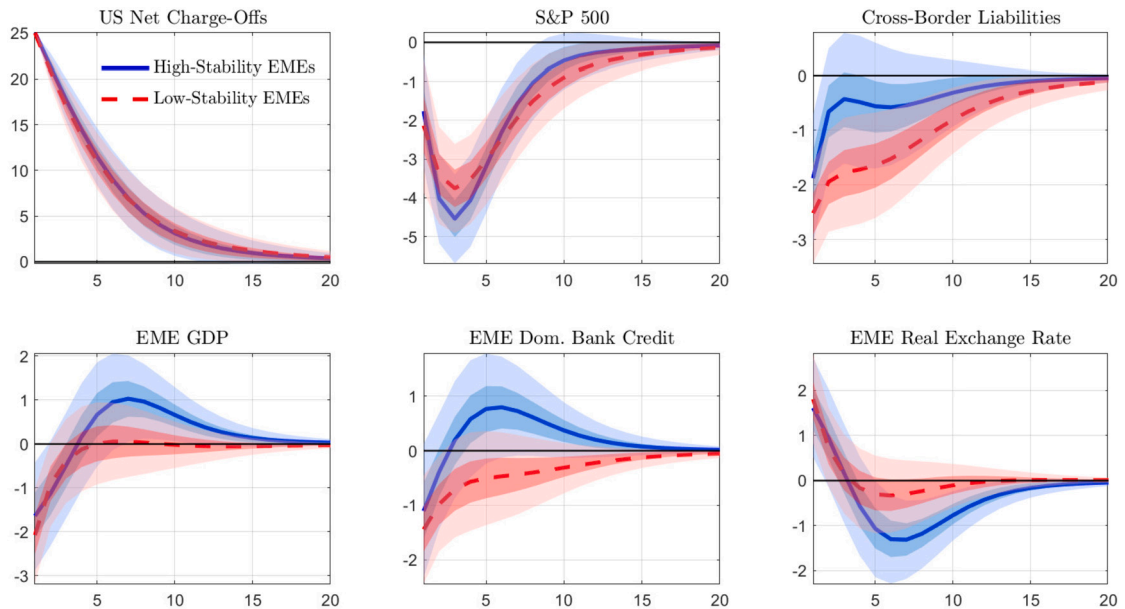 US Net Charge-Offs
25
20
15
10
5
0
5 10 15 20
High-Stability EMEs
Low-Stability EMEs
S&P 500
0
-1
-2
-3
-4
-5
5 10 15 20
Cross-Border Liabilities
0
-1
-2
-3
5 10 15 20
EME GDP
2
1
0
-1
-2
-3
5 10 15 20
EME Dom. Bank Credit
2
0
-2
5 10 15 20
EME Real Exchange Rate
2
1
0
-1
-2
5 10 15 20